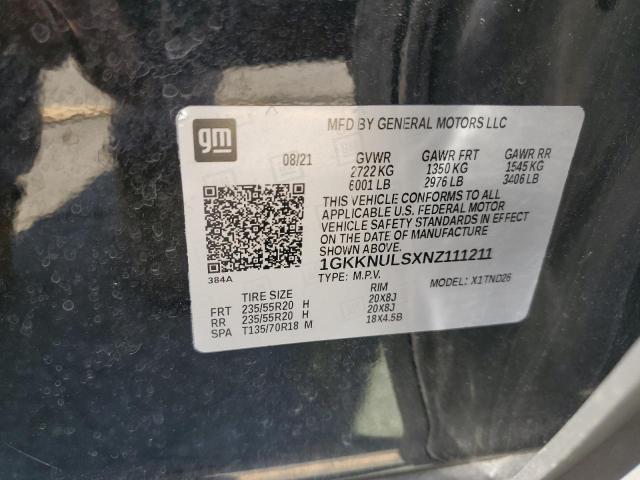 gm
MFD BY GENERAL MOTORS LLC
08/21 GVWR GAWR FRT GAWR RR
2722 KG 1350 KG 1545 KG
6001 LB 2976 LB 3406 LB
THIS VEHICLE CONFORMS TO ALL
APPLICABLE U.S. FEDERAL MOTOR
VEHICLE SAFETY STANDARDS IN EFFECT
ON THE DATE OF MANUFACTURE
SHOWN ABOVE.
384A
1GKKNULSXNZ111211
TYPE: M.P.V. MODEL: X1TND26
TIRE SIZE RIM
FRT 235/55R20 H 20X8J
RR 235/55R20 H 20X8J
SPA T135/70R18 M 18X4.5B